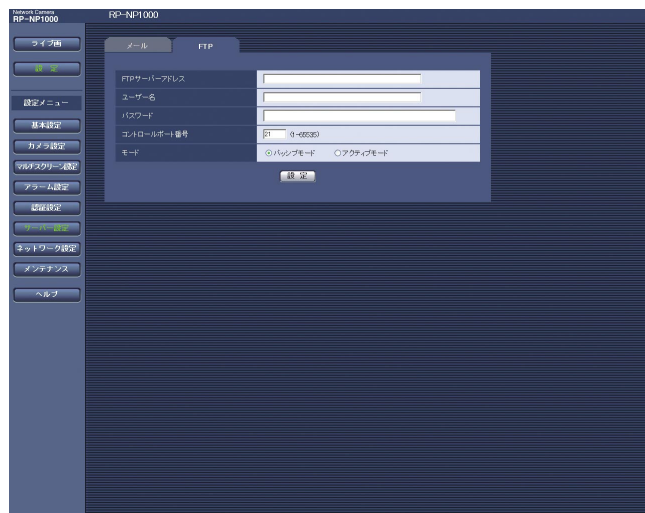 Network Camera
RP-NP1000
RP-NP1000
ライブ画
設 定
設定メニュー
基本設定
カメラ設定
マルチスクリーン設定
アラーム設定
認証設定
サーバー設定
ネットワーク設定
メンテナンス
ヘルプ
メール FTP
FTPサーバーアドレス
ユーザー名
パスワード
コントロールポート番号 21 (1-65535)
モード パッシブモード アクティブモード
設 定